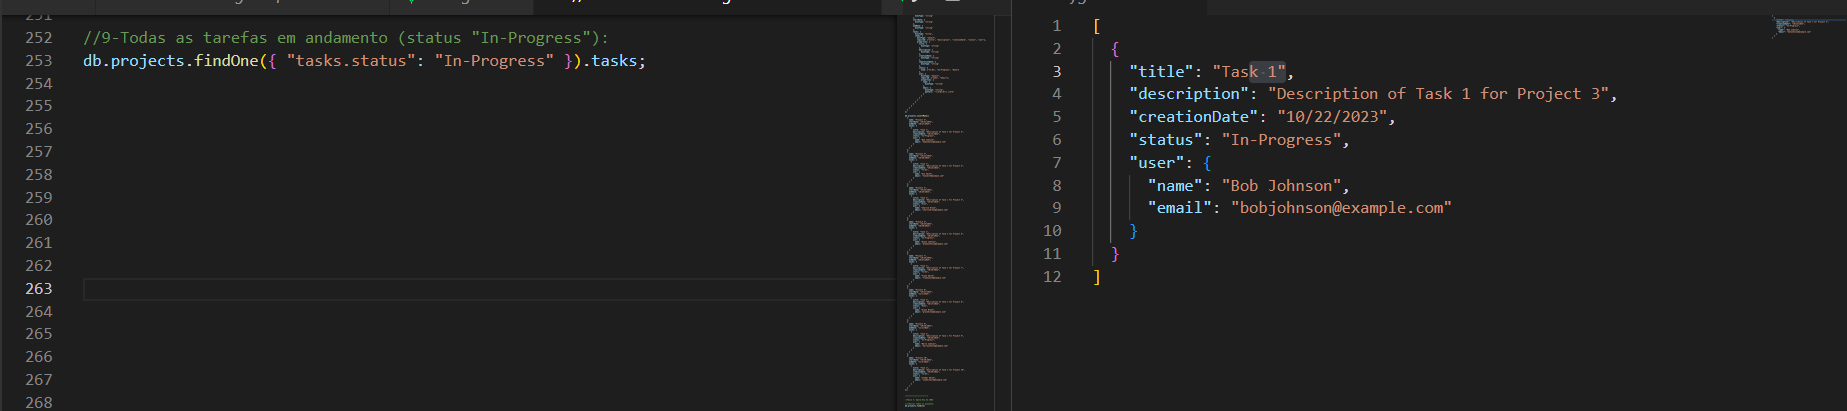 251
252 //9-Todas as tarefas em andamento (status "In-Progress"):
253 db.projects.findOne({ "tasks.status": "In-Progress" }).tasks;
254
255
256
257
258
259
260
261
262
263
264
265
266
267
268
1 [
2 {
3 "title": "Task 1",
4 "description": "Description of Task 1 for Project 3",
5 "creationDate": "10/22/2023",
6 "status": "In-Progress",
7 "user": {
8 "name": "Bob Johnson",
9 "email": "bobjohnson@example.com"
10 }
11 }
12 ]